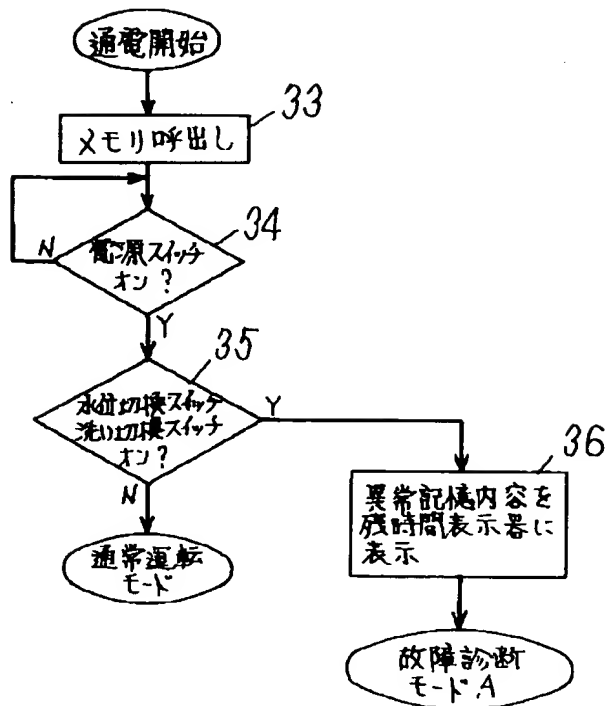 通電開始
33
メモリ呼出し
34
N
電源スイッチ
オン?
Y
35
水位切換スイッチ
洗い切換スイッチ
オン?
Y
N
36
異常記憶内容を
残時間表示器に
表示
通常運転
モード
故障診断
モードA